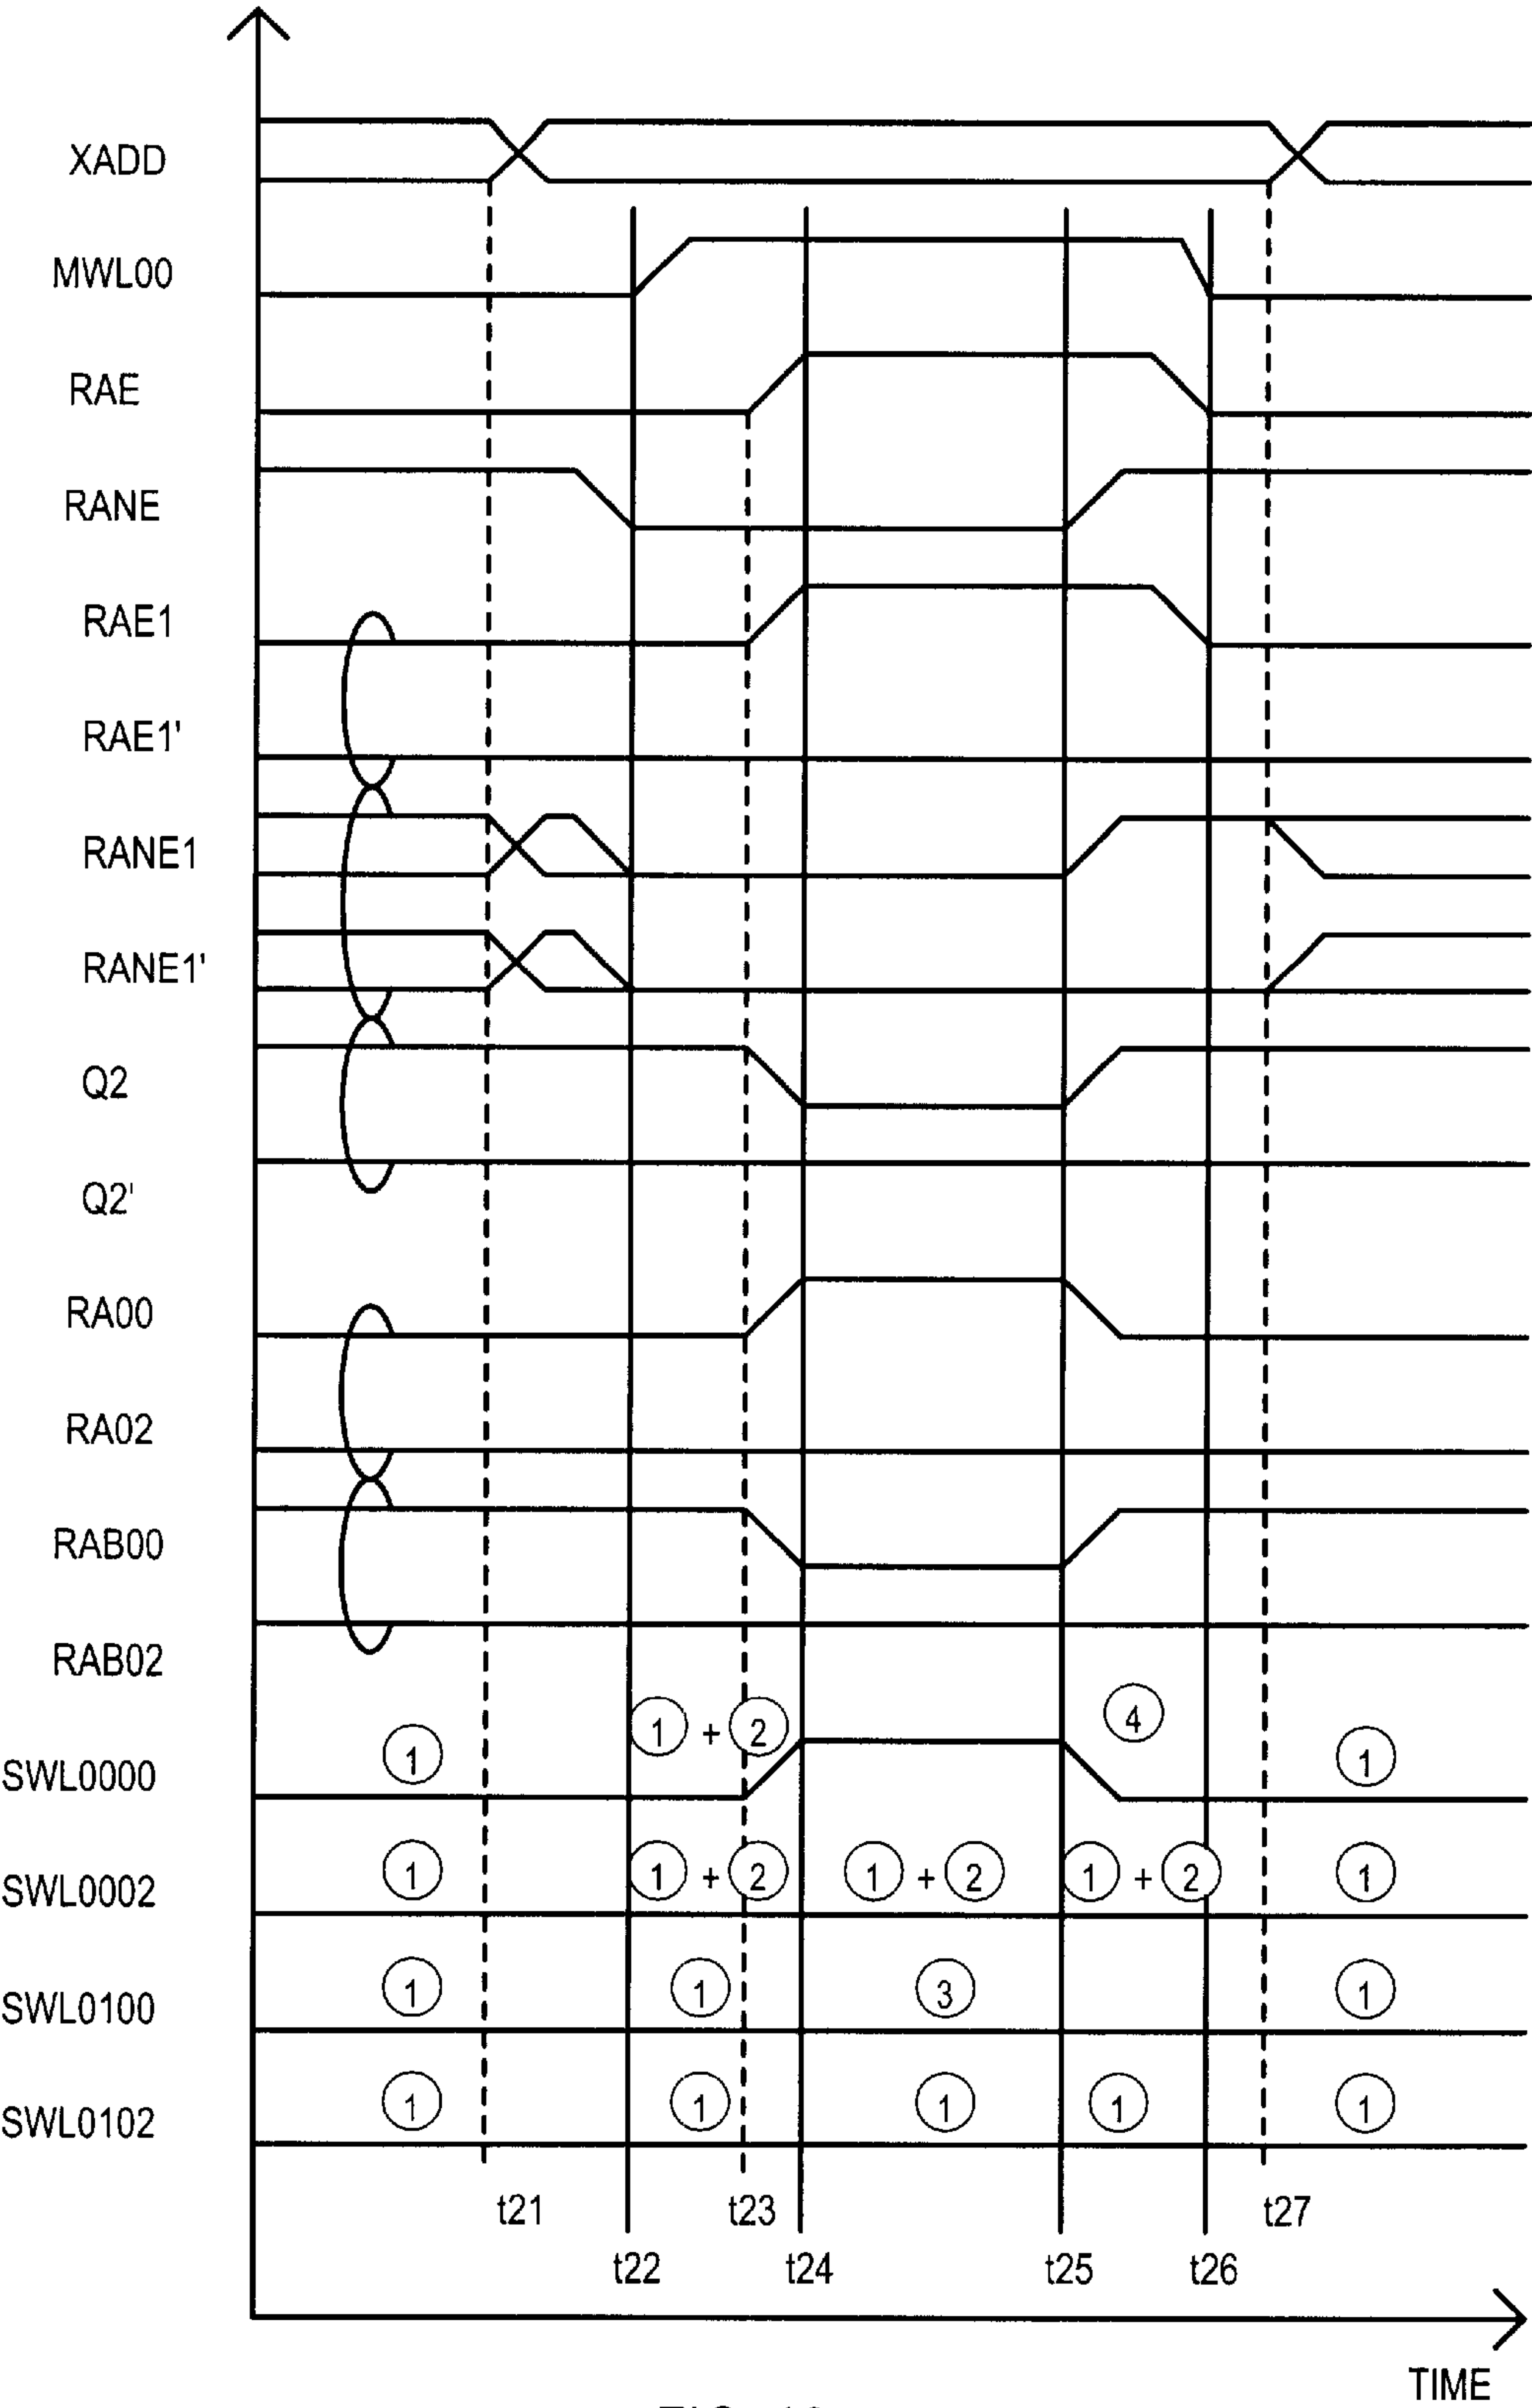 XADD
MWL00
RAE
RANE
RAE1
RAE1'
RANE1
RANE1'
Q2
Q2'
RA00
RA02
RAB00
RAB02
SWL0000 1 1 + 2 4 1
SWL0002 1 1 + 2 1 + 2 1 + 2 1
SWL0100 1 1 3 1
SWL0102 1 1 1 1 1
t21 t23 t27
t22 t24 t25 t26
TIME